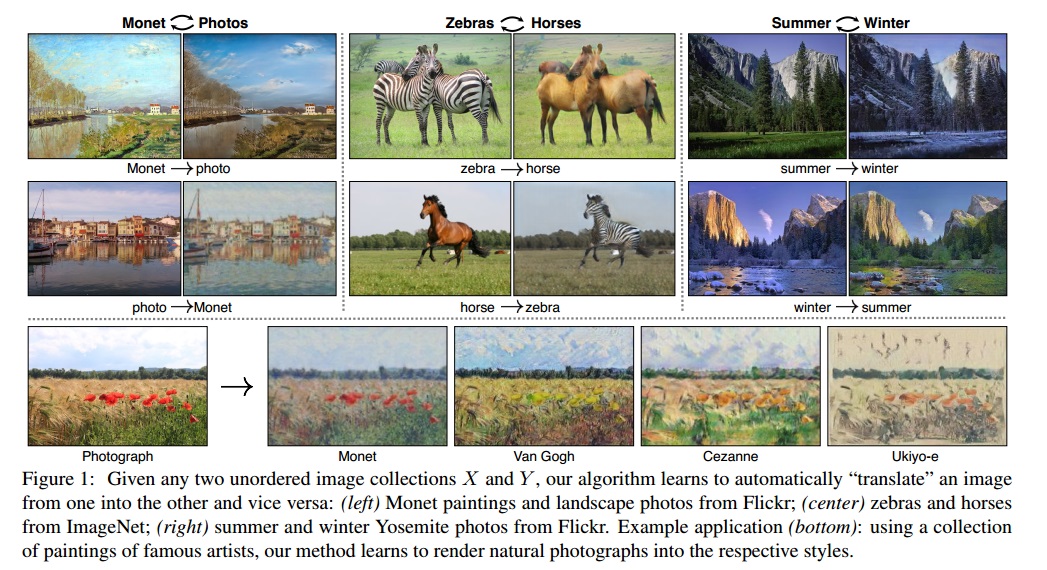 Monet Photos
Zebras Horses
Summer Winter
Monet → photo
zebra → horse
summer → winter
photo → Monet
horse → zebra
winter → summer
→
Photograph
Monet
Van Gogh
Cezanne
Ukiyo-e
Figure 1: Given any two unordered image collections X and Y, our algorithm learns to automatically “translate” an image
from one into the other and vice versa: (left) Monet paintings and landscape photos from Flickr; (center) zebras and horses
from ImageNet; (right) summer and winter Yosemite photos from Flickr. Example application (bottom): using a collection
of paintings of famous artists, our method learns to render natural photographs into the respective styles.